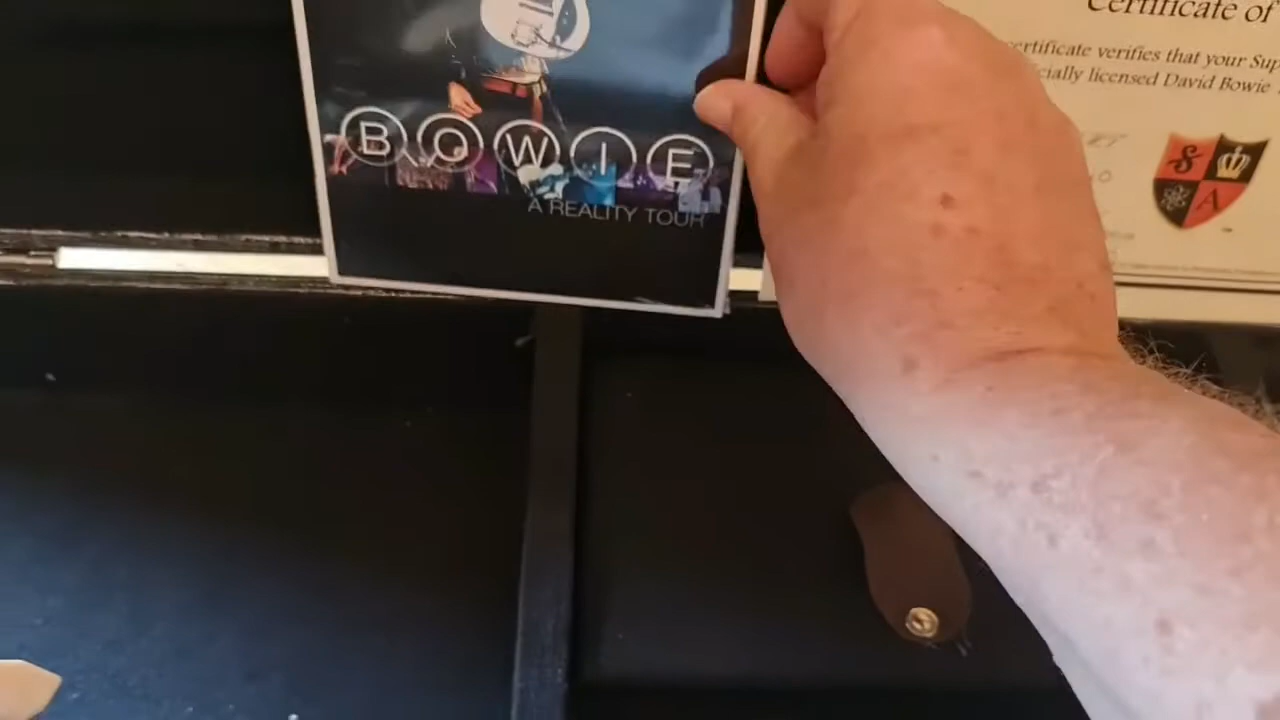 BOWIE
A REALITY TOUR
Certificate of
certificate verifies that your Sup
cially licensed David Bowie
S
A